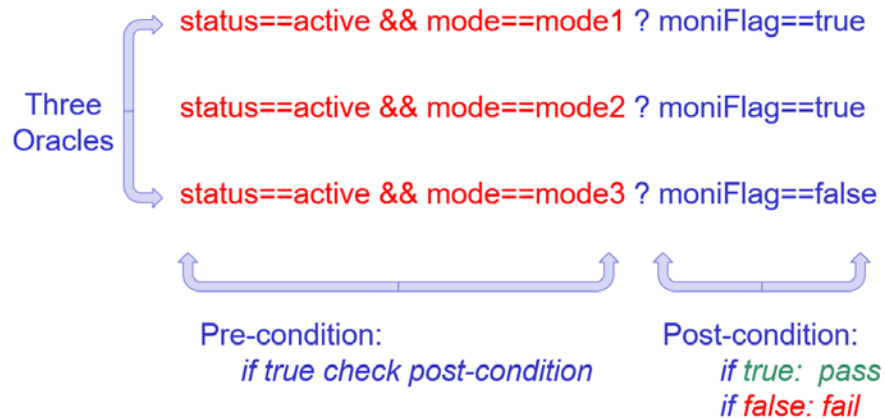 status==active && mode==mode1 ? moniFlag==true
Three
Oracles
status==active && mode==mode2 ? moniFlag==true
status==active && mode==mode3 ? moniFlag==false
Pre-condition:
if true check post-condition
Post-condition:
if true: pass
if false: fail